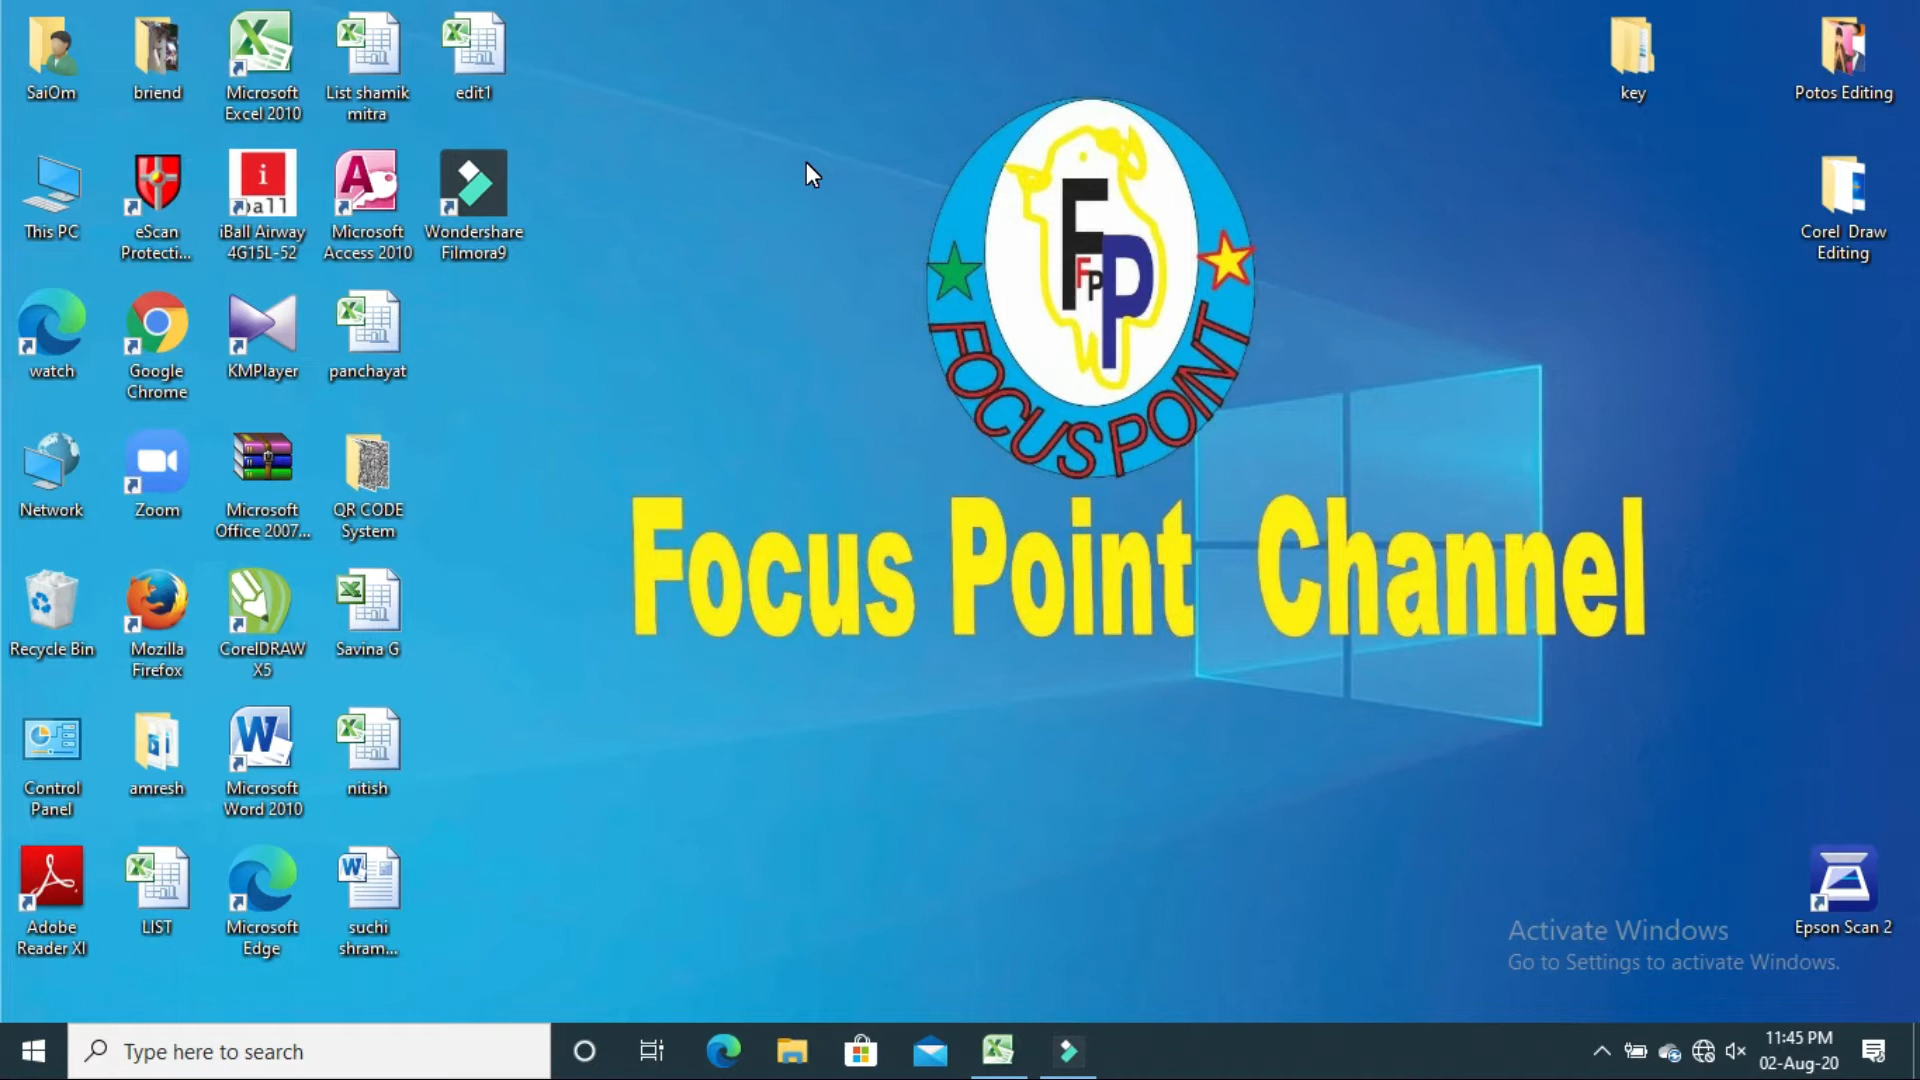 SaiOm
briend
Microsoft
Excel 2010
List shamik
mitra
edit1
key
Potos Editing
This PC
eScan
Protecti...
i
ball
iBall Airway
4G15L-52
Microsoft
Access 2010
Wondershare
Filmora9
Corel Draw
Editing
F
P
F
P
FOCUS POINT
watch
Google
Chrome
KMPlayer
panchayat
Network
Zoom
Microsoft
Office 2007...
QR CODE
System
Focus Point Channel
Recycle Bin
Mozilla
Firefox
CorelDRAW
X5
Savina G
Control
Panel
amresh
Microsoft
Word 2010
nitish
Adobe
Reader XI
LIST
Microsoft
Edge
suchi
shram...
Epson Scan 2
Activate Windows
Go to Settings to activate Windows.
Type here to search
11:45 PM
02-Aug-20